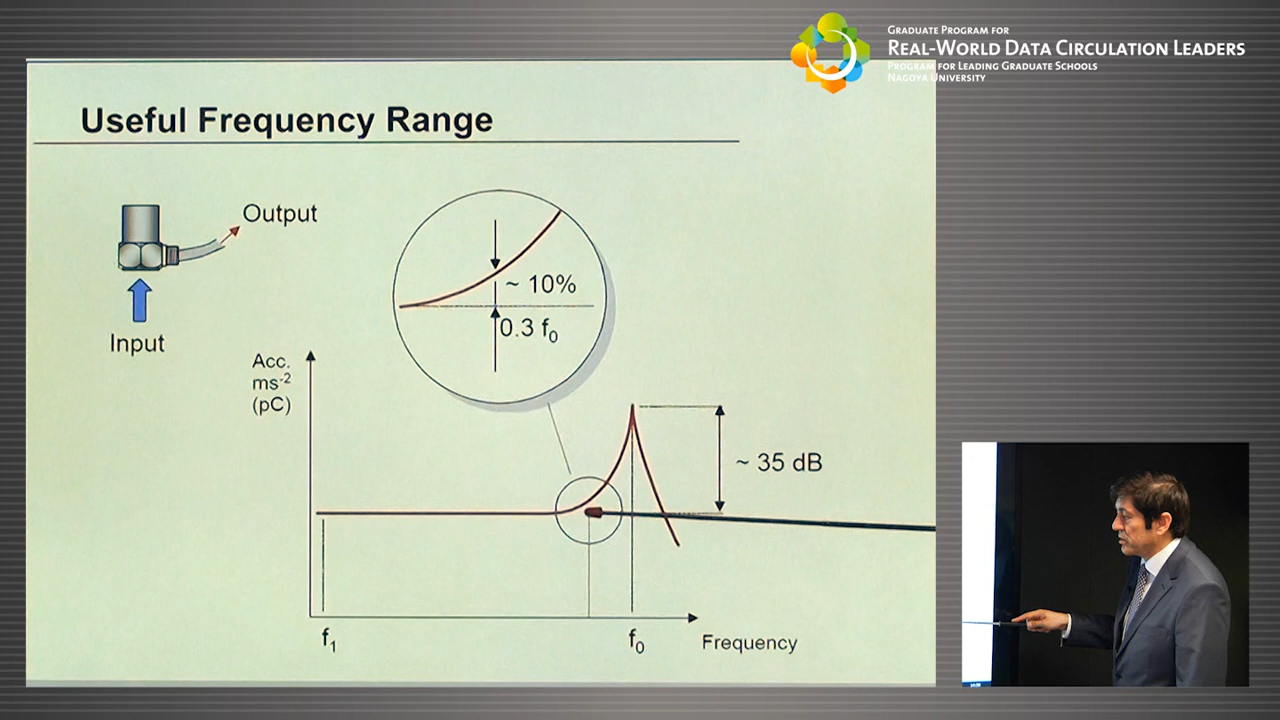 GRADUATE PROGRAM FOR
REAL-WORLD DATA CIRCULATION LEADERS
PROGRAM FOR LEADING GRADUATE SCHOOLS
NAGOYA UNIVERSITY
Useful Frequency Range
Output
Input
~ 10%
0.3 f₀
Acc.
ms⁻²
(pC)
~ 35 dB
f₁
f₀
Frequency